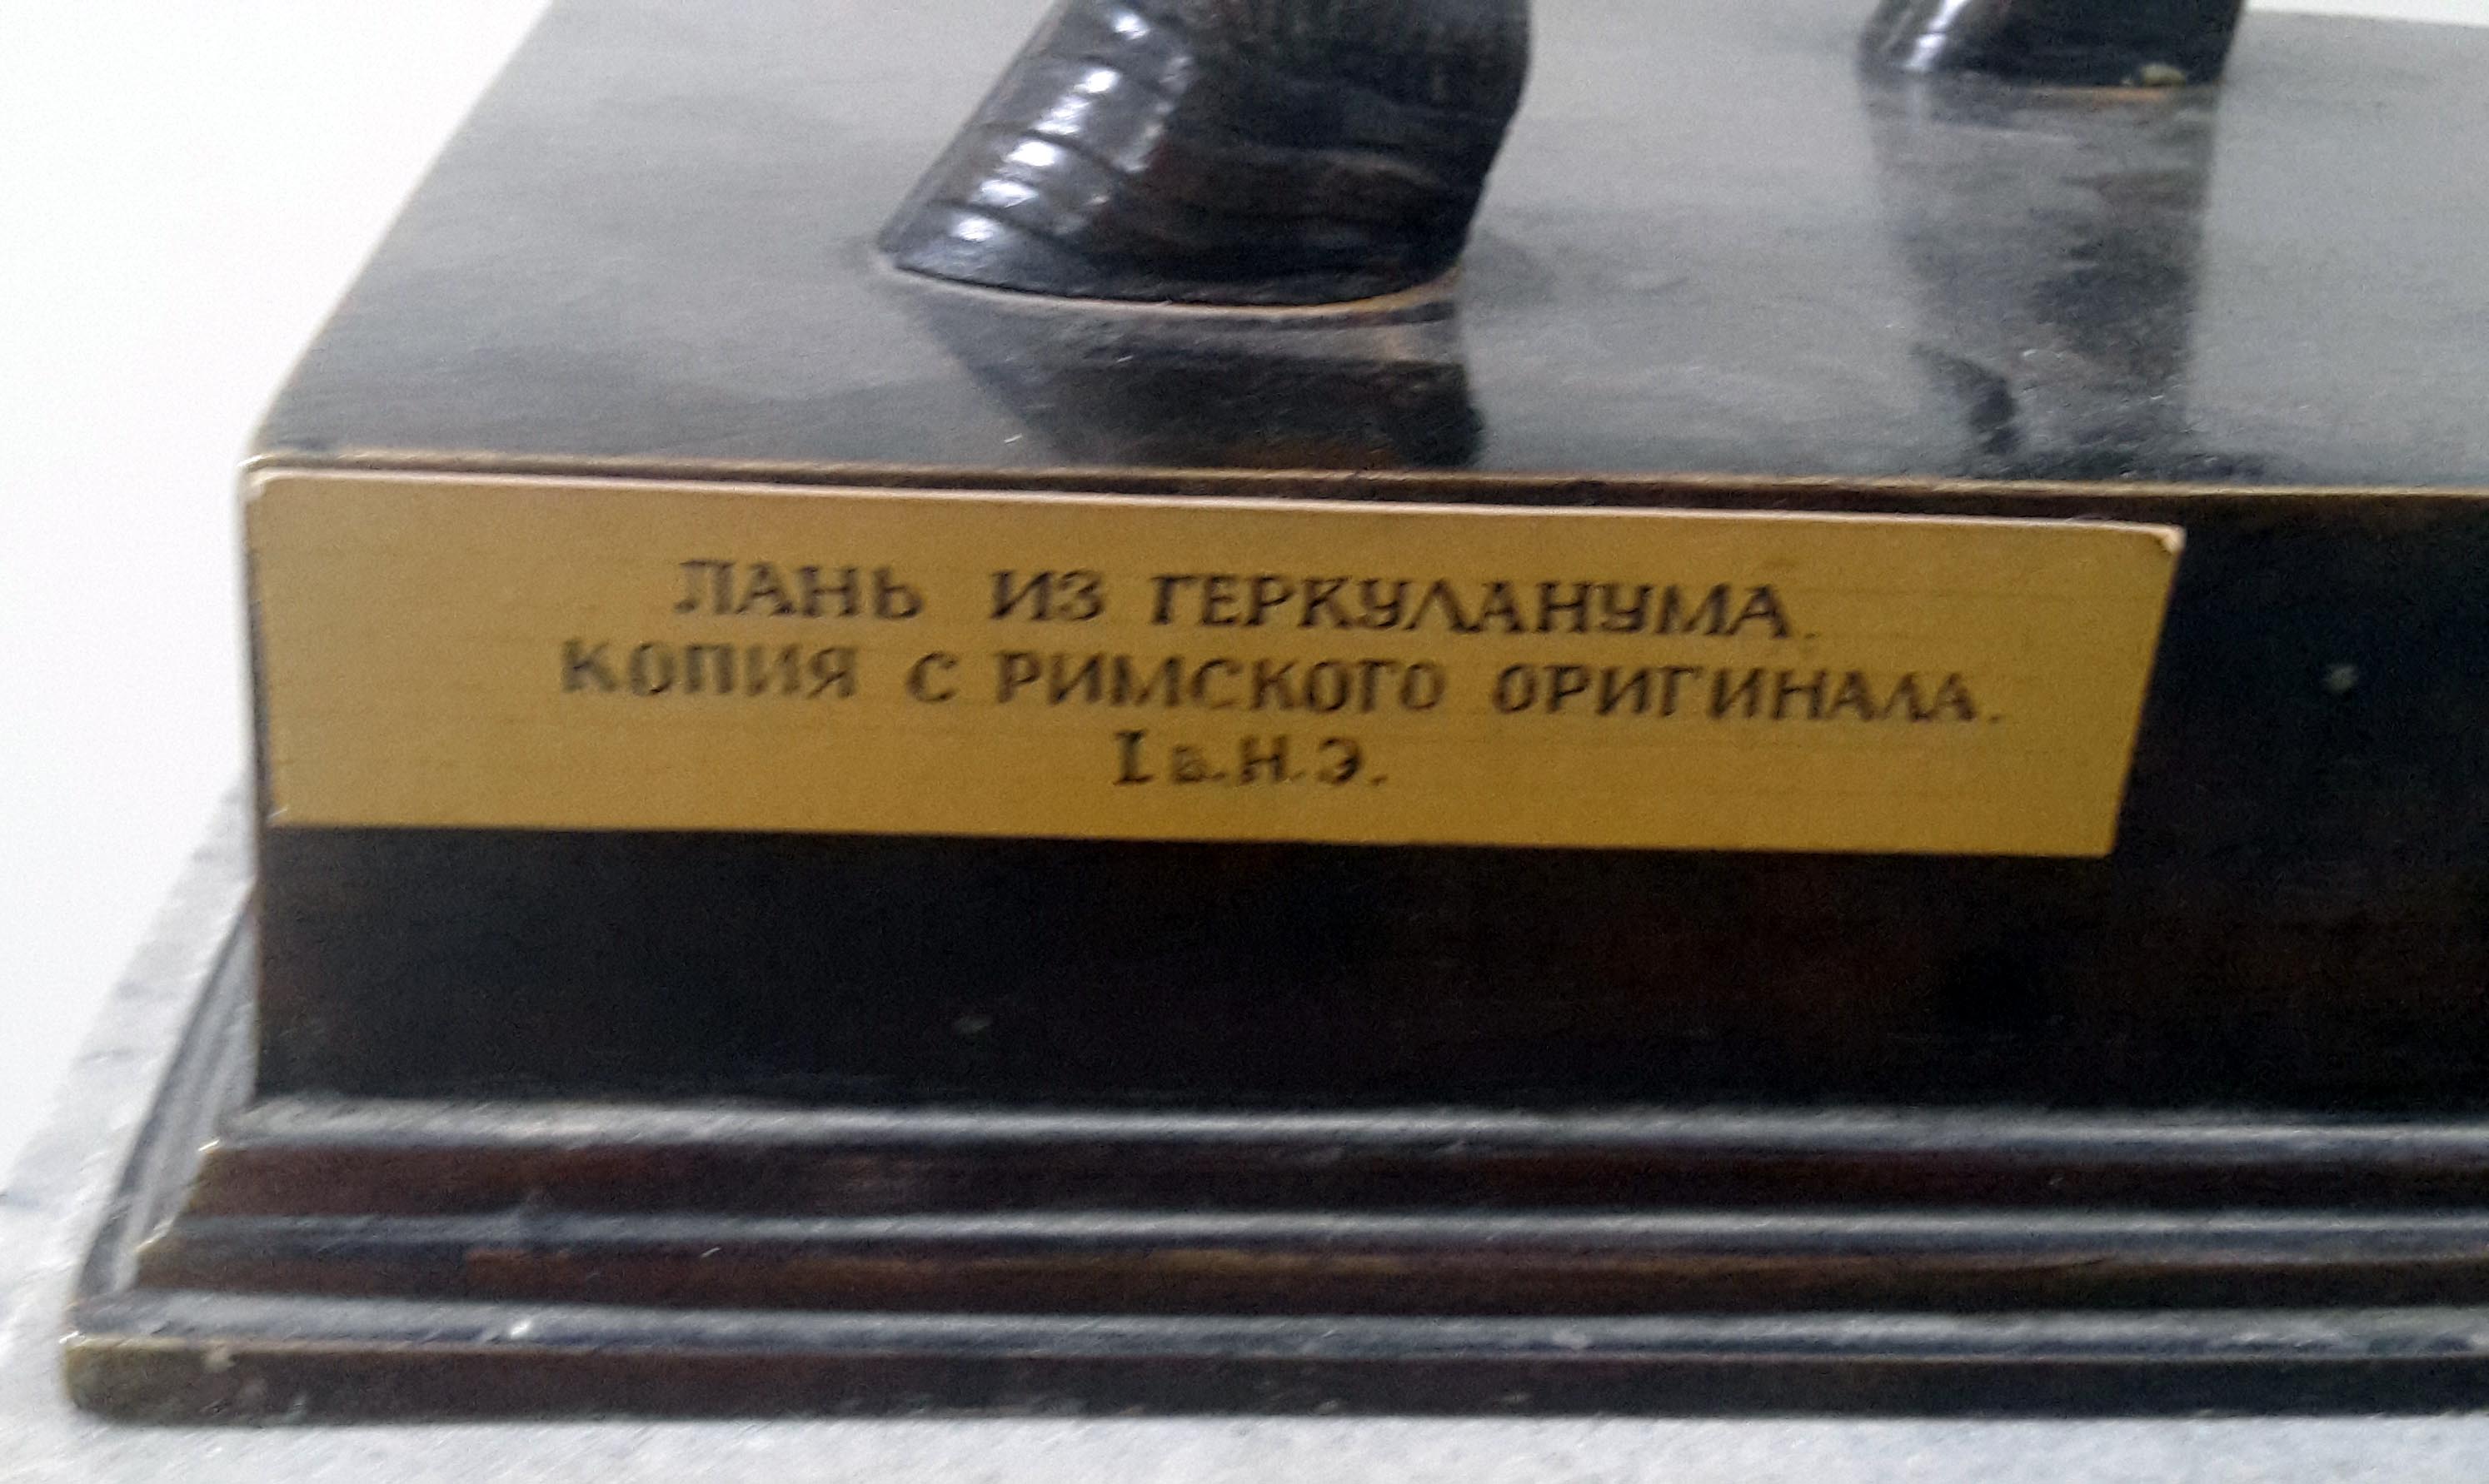 ЛАНЬ ИЗ ГЕРКУЛАНУМА.
КОПИЯ С РИМСКОГО ОРИГИНАЛА.
I в. Н. Э.